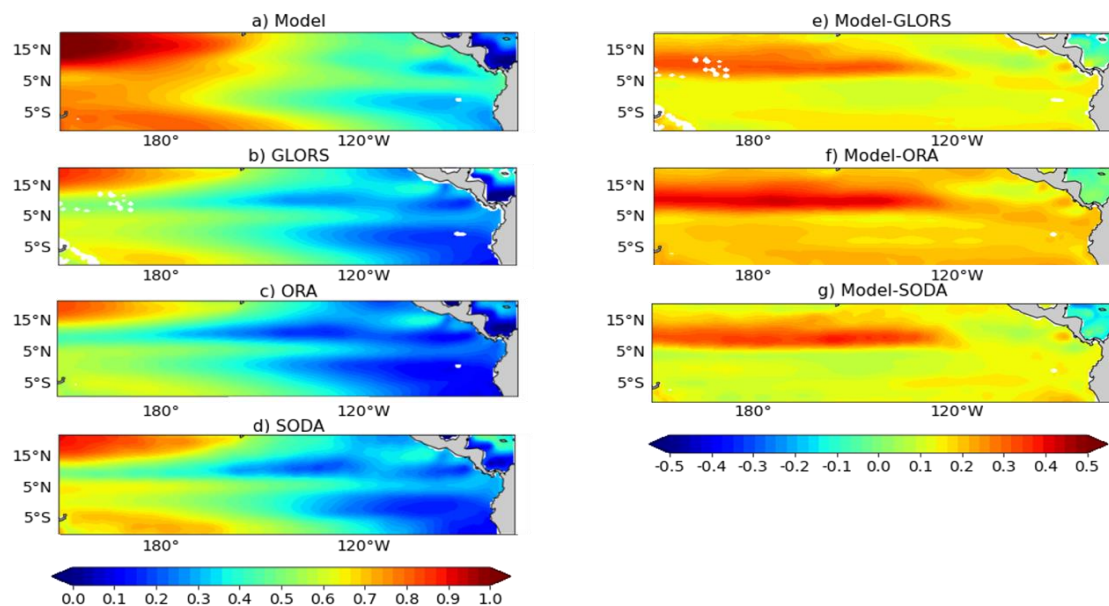 a) Model
15°N
5°N
5°S
180°
120°W
b) GLORS
15°N
5°N
5°S
180°
120°W
c) ORA
15°N
5°N
5°S
180°
120°W
d) SODA
15°N
5°N
5°S
180°
120°W
0.0 0.1 0.2 0.3 0.4 0.5 0.6 0.7 0.8 0.9 1.0
e) Model-GLORS
15°N
5°N
5°S
180°
120°W
f) Model-ORA
15°N
5°N
5°S
180°
120°W
g) Model-SODA
15°N
5°N
5°S
180°
120°W
-0.5 -0.4 -0.3 -0.2 -0.1 0.0 0.1 0.2 0.3 0.4 0.5